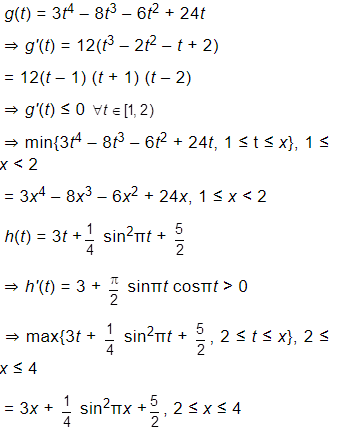 g(t) = 3t⁴ – 8t³ – 6t² + 24t
⇒ g'(t) = 12(t³ – 2t² – t + 2)
= 12(t – 1) (t + 1) (t – 2)
⇒ g'(t) ≤ 0 ∀t ∈ [1, 2)
⇒ min{3t⁴ – 8t³ – 6t² + 24t, 1 ≤ t ≤ x}, 1 ≤
x < 2
= 3x⁴ – 8x³ – 6x² + 24x, 1 ≤ x < 2
h(t) = 3t + 1/4 sin²πt + 5/2
⇒ h'(t) = 3 + π/2 sinπt cosπt > 0
⇒ max{3t + 1/4 sin²πt + 5/2, 2 ≤ t ≤ x}, 2 ≤
x ≤ 4
= 3x + 1/4 sin²πx + 5/2, 2 ≤ x ≤ 4